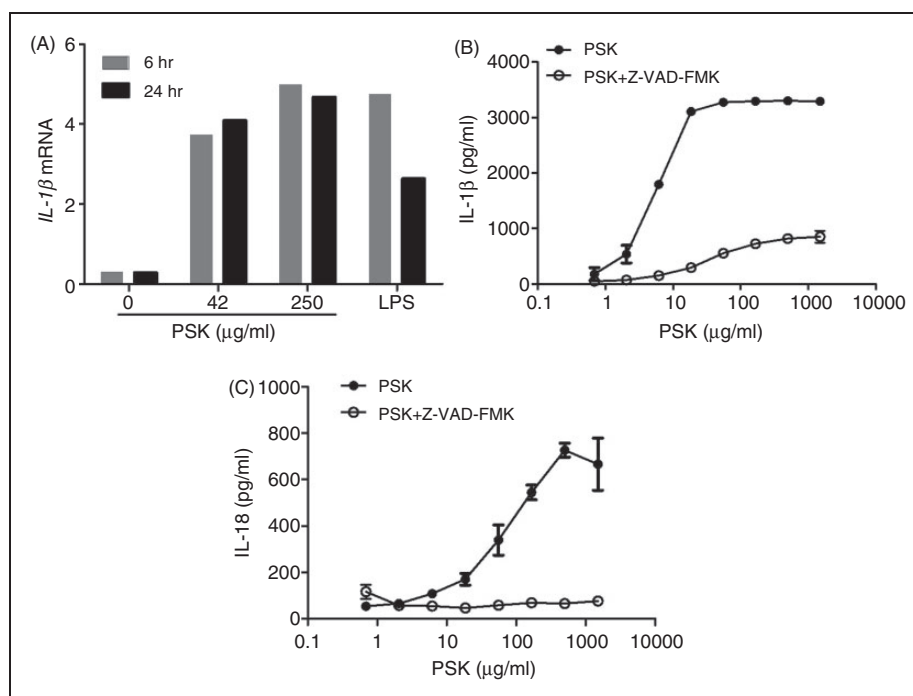 (A)
6
4
2
0
IL-1β mRNA
6 hr
24 hr
0 42 250 LPS
PSK (μg/ml)
(B)
PSK
PSK+Z-VAD-FMK
4000
3000
2000
1000
0
IL-1β (pg/ml)
0.1 1 10 100 1000 10000
PSK (μg/ml)
(C)
PSK
PSK+Z-VAD-FMK
1000
800
600
400
200
0
IL-18 (pg/ml)
0.1 1 10 100 1000 10000
PSK (μg/ml)